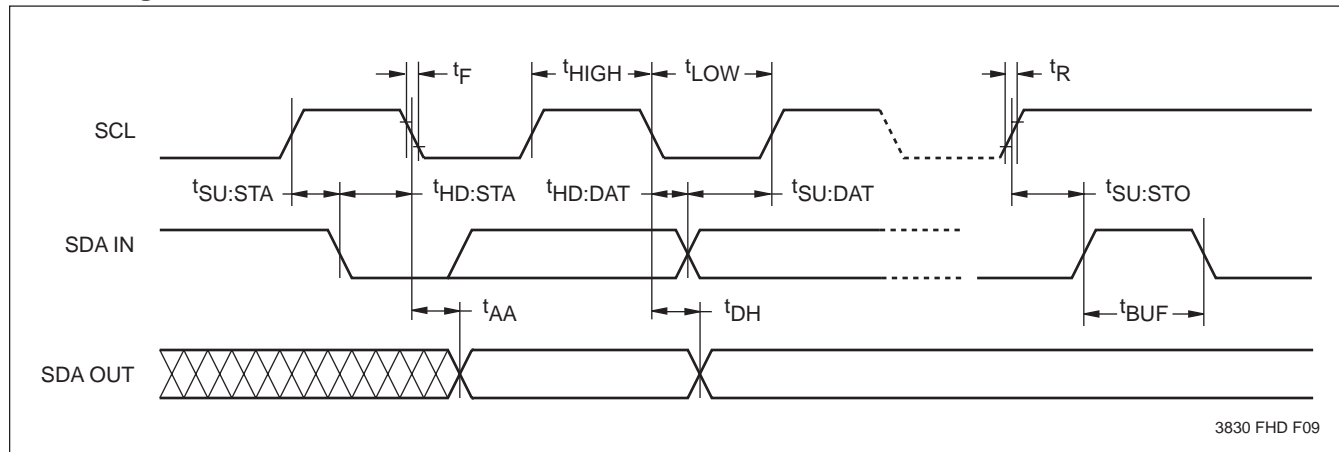 tF
tHIGH
tLOW
tR
SCL
tSU:STA
tHD:STA
tHD:DAT
tSU:DAT
tSU:STO
SDA IN
tAA
tDH
tBUF
SDA OUT
3830 FHD F09